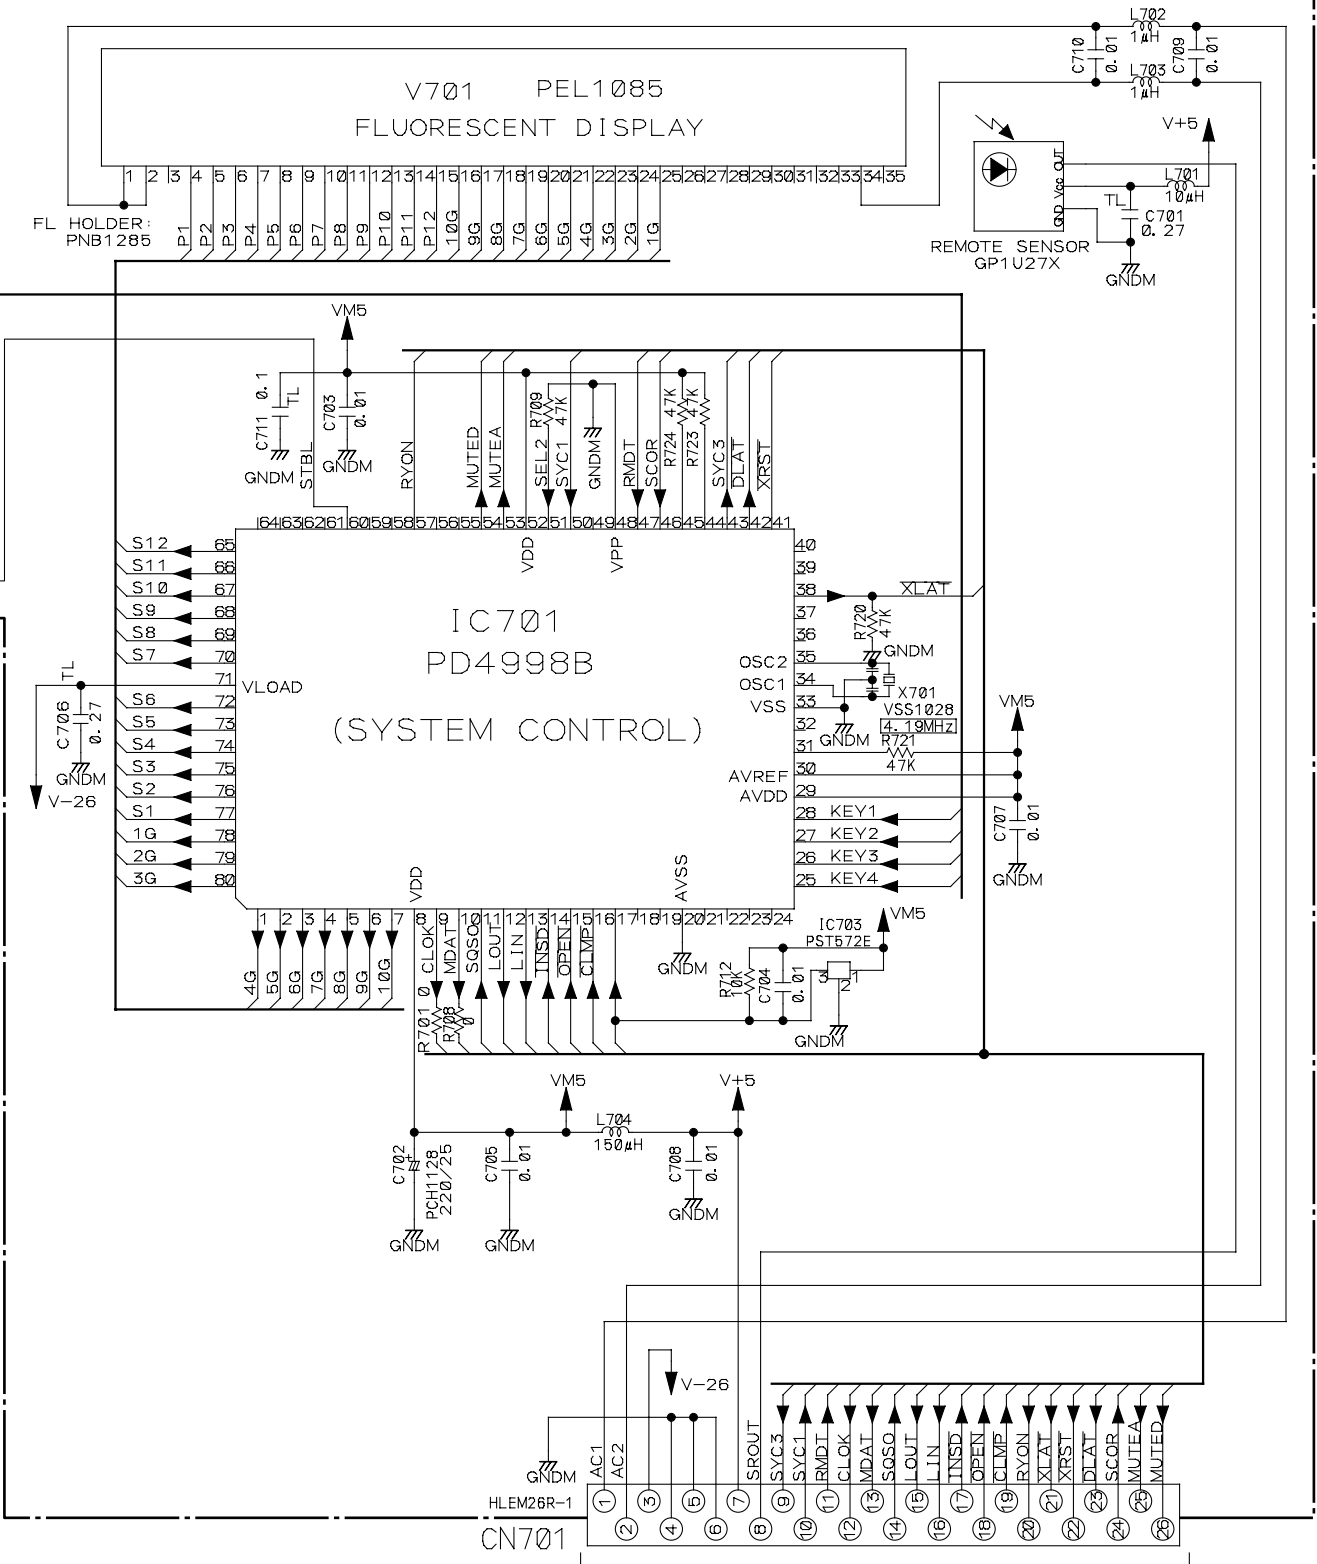 L702
1µH
C710
0.01
C709
0.01
L703
1µH
V701 PEL1085
FLUORESCENT DISPLAY
V+5
OUT
Vcc
GND
L701
10µH
TL
C701
0.27
REMOTE SENSOR
GP1U27X
GNDM
1 2 3 4 5 6 7 8 9 10 11 12 13 14 15 16 17 18 19 20 21 22 23 24 25 26 27 28 29 30 31 32 33 34 35
FL HOLDER:
PNB1285
P1 P2 P3 P4 P5 P6 P7 P8 P9 P10 P11 P12 10G 9G 8G 7G 6G 5G 4G 3G 2G 1G
VM5
C711 0.1
TL
C703
0.01
GNDM
GNDM
STBL
RYON
MUTED
MUTEA
SEL2
R709
47K
SYC1
GNDM
RMDT
SCOR
R724 47K
R723 47K
SYC3
DLAT
XRST
64 63 62 61 60 59 58 57 56 55 54 53 52 51 50 49 48 47 46 45 44 43 42 41
VDD
VPP
S12 65
S11 66
S10 67
S9 68
S8 69
S7 70
71 VLOAD
S6 72
S5 73
S4 74
S3 75
S2 76
S1 77
1G 78
2G 79
3G 80
TL
C706
0.27
GNDM
V-26
IC701
PD4998B
(SYSTEM CONTROL)
40
39
38 XLAT
37
36
OSC2 35
OSC1 34
VSS 33
32
31
AVREF 30
AVDD 29
28 KEY1
27 KEY2
26 KEY3
25 KEY4
R720
47K
GNDM
X701
VSS1028
4.19MHz
GNDM
R721
47K
VM5
C707
0.01
GNDM
VDD
AVSS
1 2 3 4 5 6 7 8 9 10 11 12 13 14 15 16 17 18 19 20 21 22 23 24
4G 5G 6G 7G 8G 9G 10G
CLOK
MDAT
SQSO
LOUT
LIN
INSD
OPEN
CLMP
R701 0
R708
0
GNDM
IC703
PST572E
VM5
R712
10K
C704
0.01
3 2 1
GNDM
VM5
V+5
L704
150µH
C702
+
PCH1128
220/25
GNDM
C705
0.01
GNDM
C708
0.01
GNDM
V-26
GNDM
AC1
AC2
SROUT
SYC3
SYC1
RMDT
CLOK
MDAT
SQSO
LOUT
LIN
INSD
OPEN
CLMP
RYON
XLAT
XRST
DLAT
SCOR
MUTEA
MUTED
HLEM26R-1
CN701
1 2 3 4 5 6 7 8 9 10 11 12 13 14 15 16 17 18 19 20 21 22 23 24 25 26